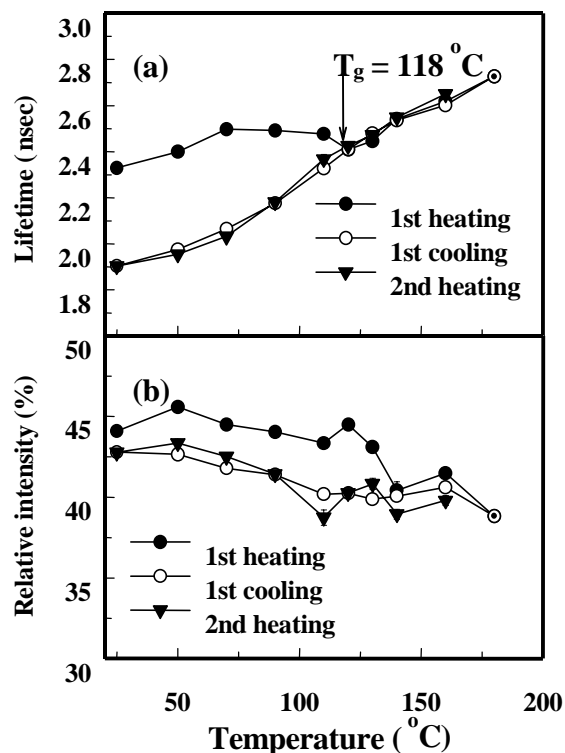 3.0
(a)
T_g = 118 °C
2.8
2.6
2.4
2.2
2.0
1.8
Lifetime ( nsec)
1st heating
1st cooling
2nd heating
50
(b)
45
40
35
30
Relative intensity (%)
1st heating
1st cooling
2nd heating
50
100
150
200
Temperature ( °C)